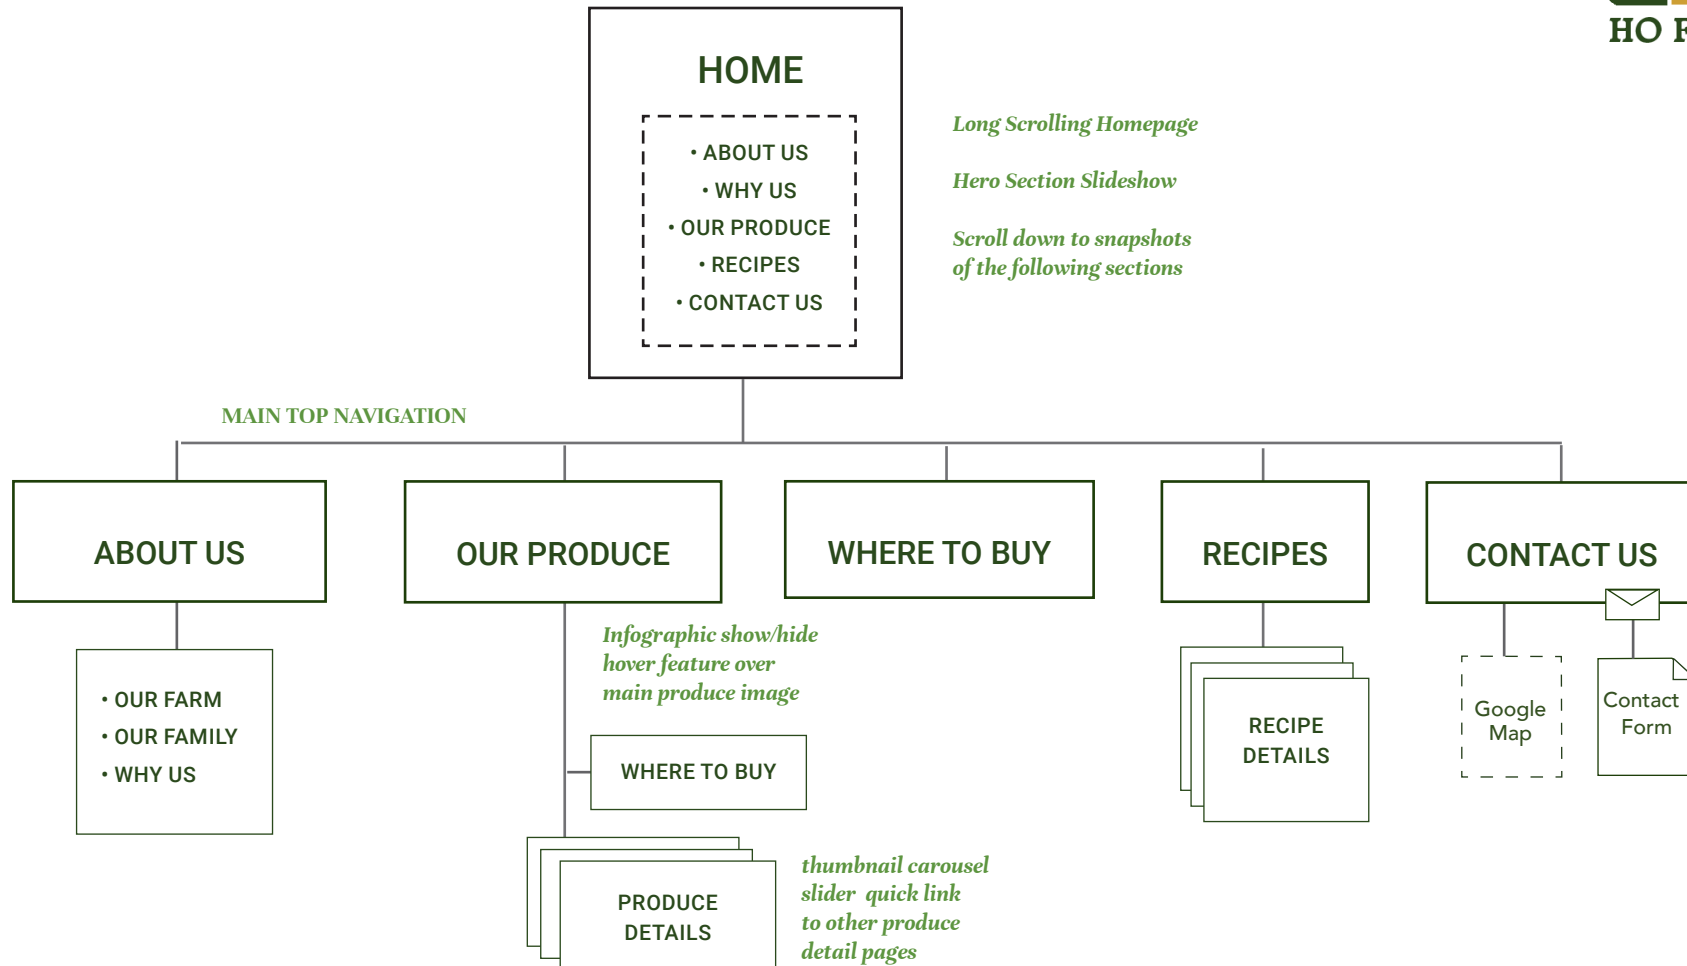 HO
HOME
• ABOUT US
• WHY US
• OUR PRODUCE
• RECIPES
• CONTACT US
Long Scrolling Homepage
Hero Section Slideshow
Scroll down to snapshots
of the following sections
MAIN TOP NAVIGATION
ABOUT US
OUR PRODUCE
WHERE TO BUY
RECIPES
CONTACT US
• OUR FARM
• OUR FAMILY
• WHY US
Infographic show/hide
hover feature over
main produce image
WHERE TO BUY
PRODUCE
DETAILS
thumbnail carousel
slider quick link
to other produce
detail pages
RECIPE
DETAILS
Google
Map
Contact
Form